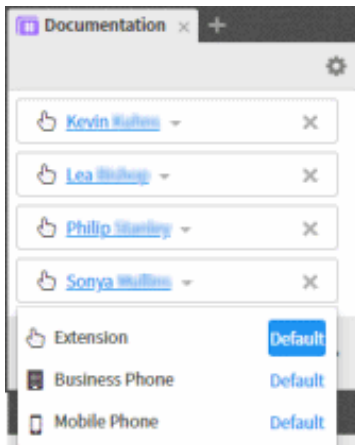 Documentation
Kevin
Lea
Philip
Sonya
Extension Default
Business Phone Default
Mobile Phone Default